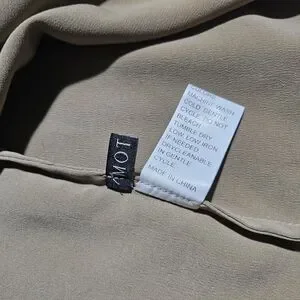 MACHINE WASH
COLD GENTLE
CYCLE DO NOT
BLEACH
TUMBLE DRY
LOW, LOW IRON
IF NEEDED
DRYCLEANABLE
IN GENTLE
CYCLE.
MADE IN CHINA
MOT